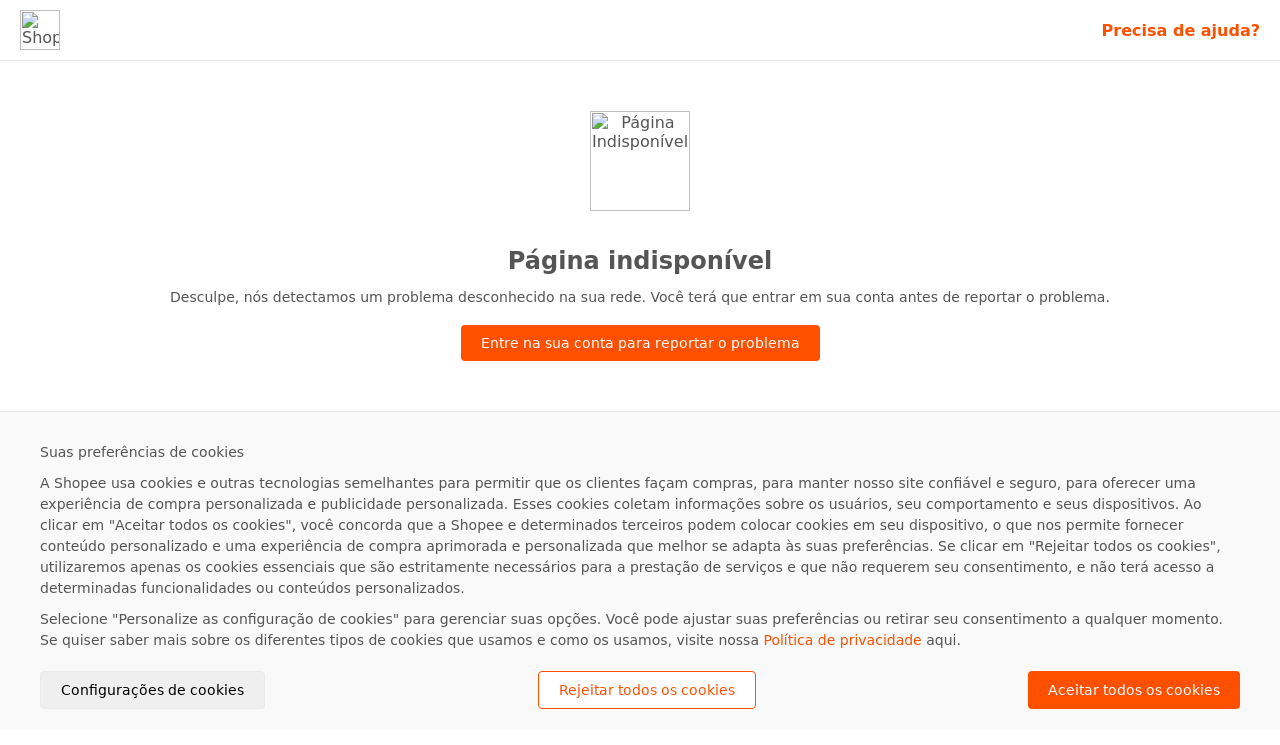 Shop
Precisa de ajuda?
Página
Indisponível
Página indisponível
Desculpe, nós detectamos um problema desconhecido na sua rede. Você terá que entrar em sua conta antes de reportar o problema.
Entre na sua conta para reportar o problema
Suas preferências de cookies
A Shopee usa cookies e outras tecnologias semelhantes para permitir que os clientes façam compras, para manter nosso site confiável e seguro, para oferecer uma
experiência de compra personalizada e publicidade personalizada. Esses cookies coletam informações sobre os usuários, seu comportamento e seus dispositivos. Ao
clicar em "Aceitar todos os cookies", você concorda que a Shopee e determinados terceiros podem colocar cookies em seu dispositivo, o que nos permite fornecer
conteúdo personalizado e uma experiência de compra aprimorada e personalizada que melhor se adapta às suas preferências. Se clicar em "Rejeitar todos os cookies",
utilizaremos apenas os cookies essenciais que são estritamente necessários para a prestação de serviços e que não requerem seu consentimento, e não terá acesso a
determinadas funcionalidades ou conteúdos personalizados.
Selecione "Personalize as configuração de cookies" para gerenciar suas opções. Você pode ajustar suas preferências ou retirar seu consentimento a qualquer momento.
Se quiser saber mais sobre os diferentes tipos de cookies que usamos e como os usamos, visite nossa Política de privacidade aqui.
Configurações de cookies
Rejeitar todos os cookies
Aceitar todos os cookies